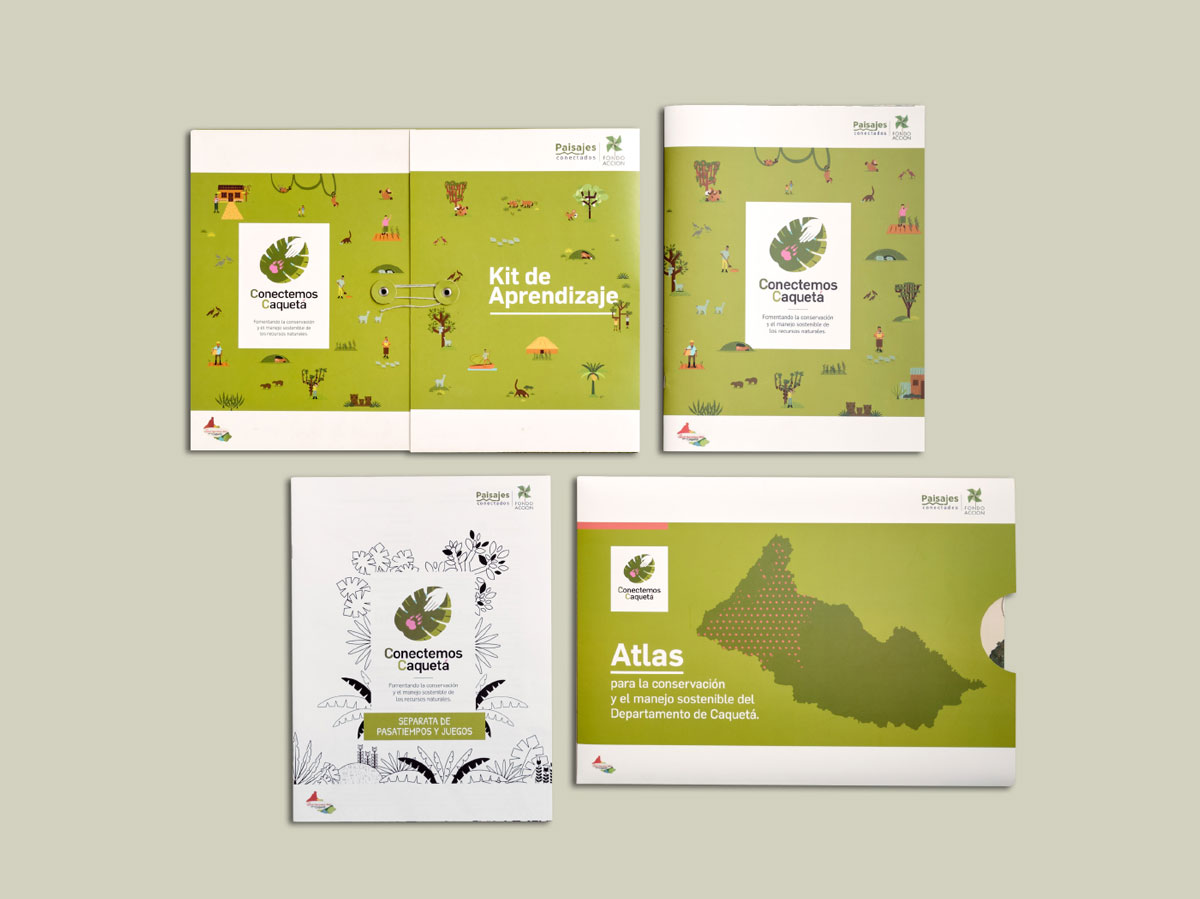 Conectemos
Caquetá
Fomentando la conservación
y el manejo sostenible de
los recursos naturales.
Paisajes
conectados
FONDO
ACCIÓN
Kit de
Aprendizaje
Paisajes
conectados
FONDO
ACCIÓN
Conectemos
Caquetá
Fomentando la conservación
y el manejo sostenible de
los recursos naturales.
Paisajes
conectados
FONDO
ACCIÓN
Conectemos
Caquetá
Fomentando la conservación
y el manejo sostenible de
los recursos naturales.
SEPARATA DE
PASATIEMPOS Y JUEGOS
Paisajes
conectados
FONDO
ACCIÓN
Conectemos
Caquetá
Atlas
para la conservación
y el manejo sostenible del
Departamento de Caquetá.